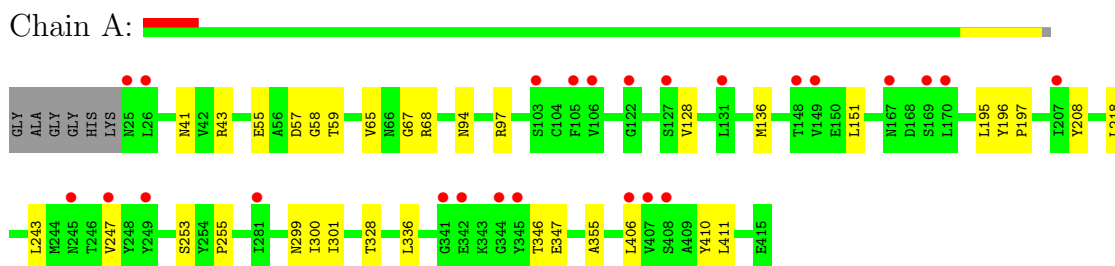 Chain A:
GLY ALA GLY GLY HIS LYS N25 L26 N41 V42 R43 E55 A56 D57 G58 T59 V65 N66 G67 R68 N94 R97 S103 C104 F105 V106 G122 S127 V128 L131 M136 T148 V149 E150 L151 N167 D168 S169 L170 L195 Y196 P197 I207 Y208
L243 M244 N245 T246 V247 Y248 Y249 S253 Y254 P255 I281 N299 I300 I301 T328 L336 G341 E342 K343 G344 Y345 T346 E347 A355 L406 V407 S408 A409 Y410 L411 E415